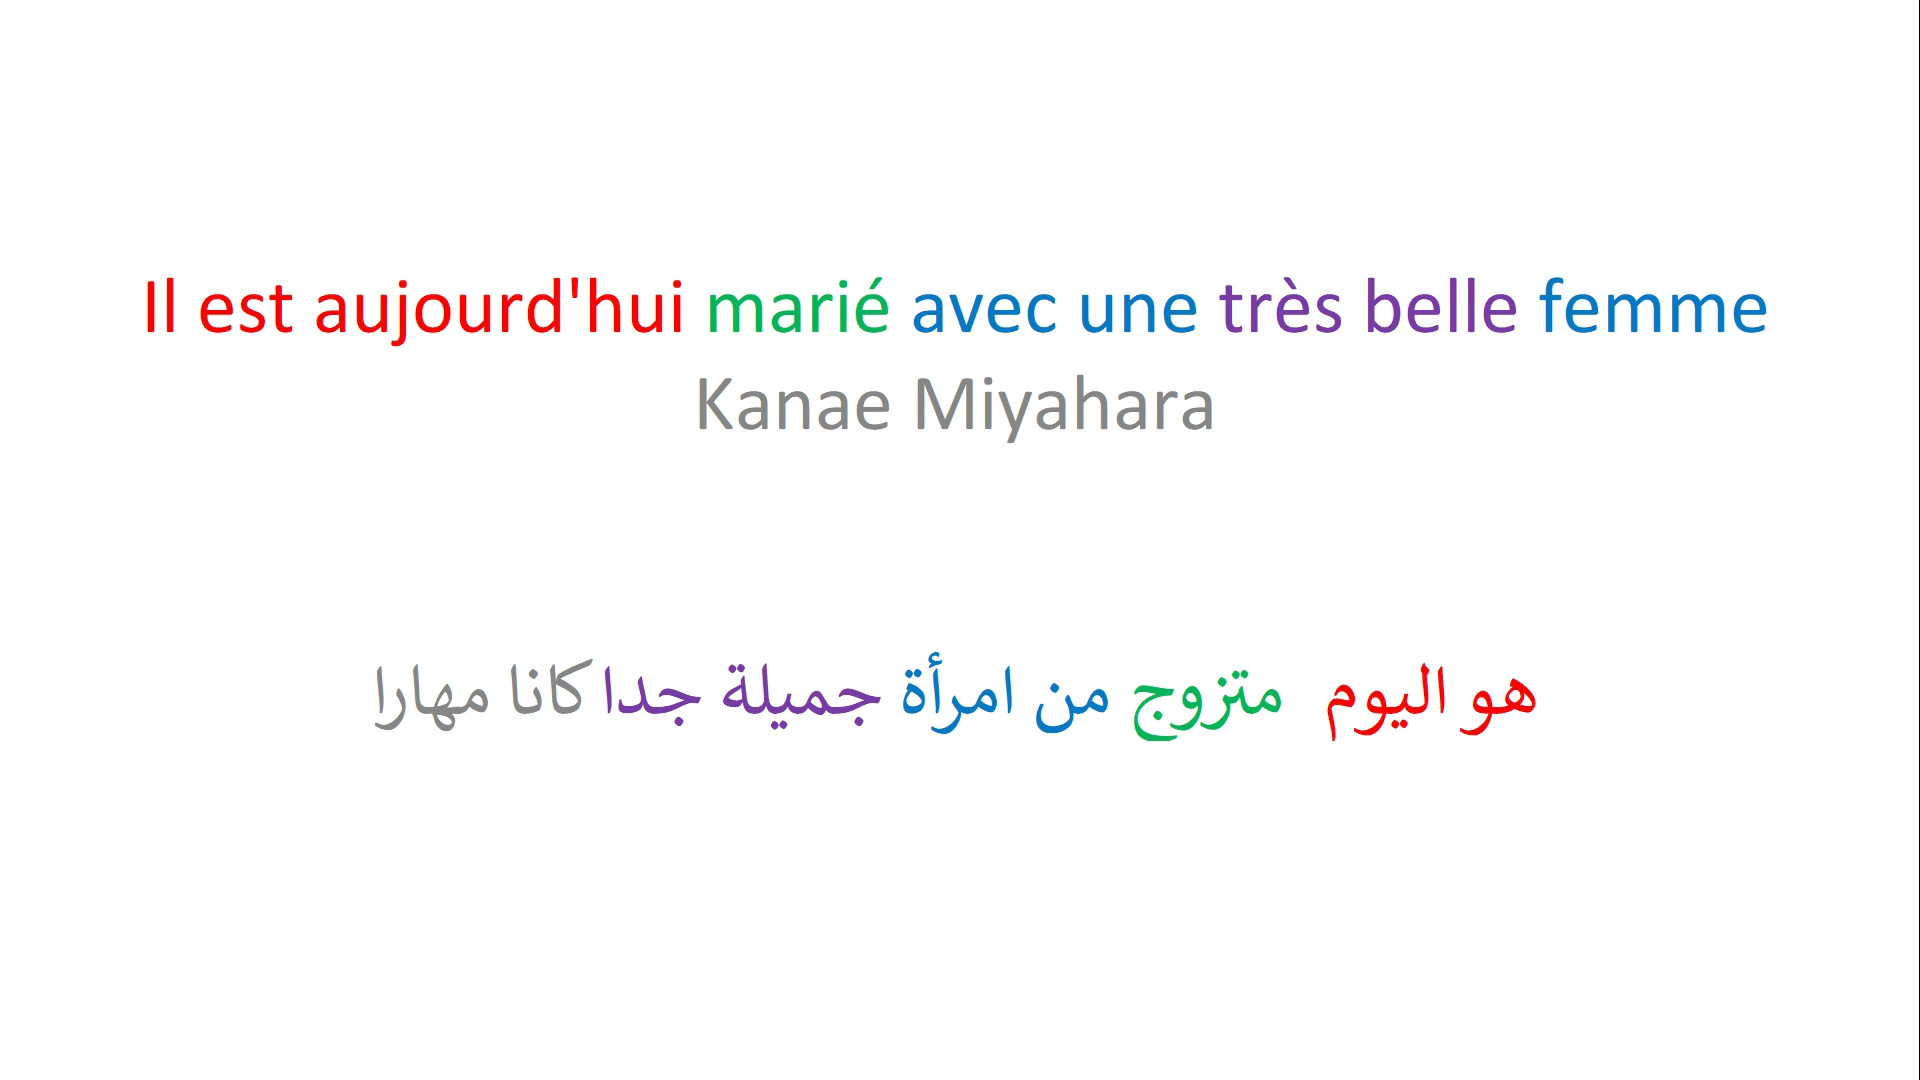 Il est aujourd'hui marié avec une très belle femme
Kanae Miyahara
هو اليوم متزوج من امرأة جميلة جدا كانا مهارا